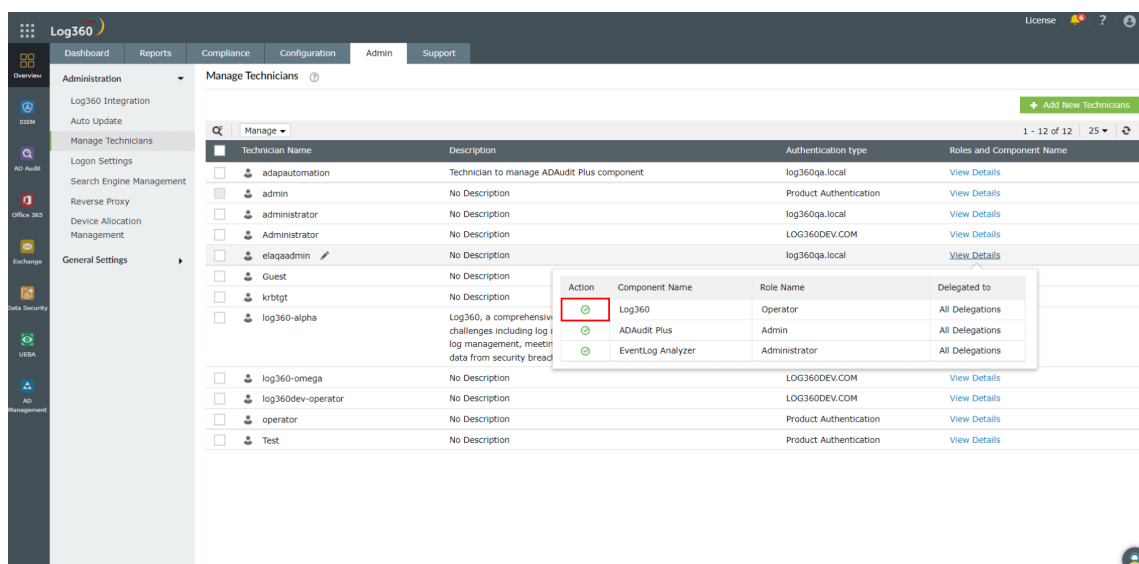 Log360
License
6
?
Dashboard Reports Compliance Configuration Admin Support
Overview
SIEM
AD Audit
Office 365
Exchange
Data Security
UEBA
AD
Management
Administration
Log360 Integration
Auto Update
Manage Technicians
Logon Settings
Search Engine Management
Reverse Proxy
Device Allocation
Management
General Settings
Manage Technicians ?
+ Add New Technicians
Manage 1 - 12 of 12 25
Technician Name Description Authentication type Roles and Component Name
adapautomation Technician to manage ADAudit Plus component log360qa.local View Details
admin No Description Product Authentication View Details
administrator No Description log360qa.local View Details
Administrator No Description LOG360DEV.COM View Details
elaqaadmin No Description log360qa.local View Details
Guest No Description
krbtgt No Description
log360-alpha Log360, a comprehensive
challenges including log
log management, meetin
data from security breac
Action Component Name Role Name Delegated to
Log360 Operator All Delegations
ADAudit Plus Admin All Delegations
EventLog Analyzer Administrator All Delegations
log360-omega No Description LOG360DEV.COM View Details
log360dev-operator No Description LOG360DEV.COM View Details
operator No Description Product Authentication View Details
Test No Description Product Authentication View Details